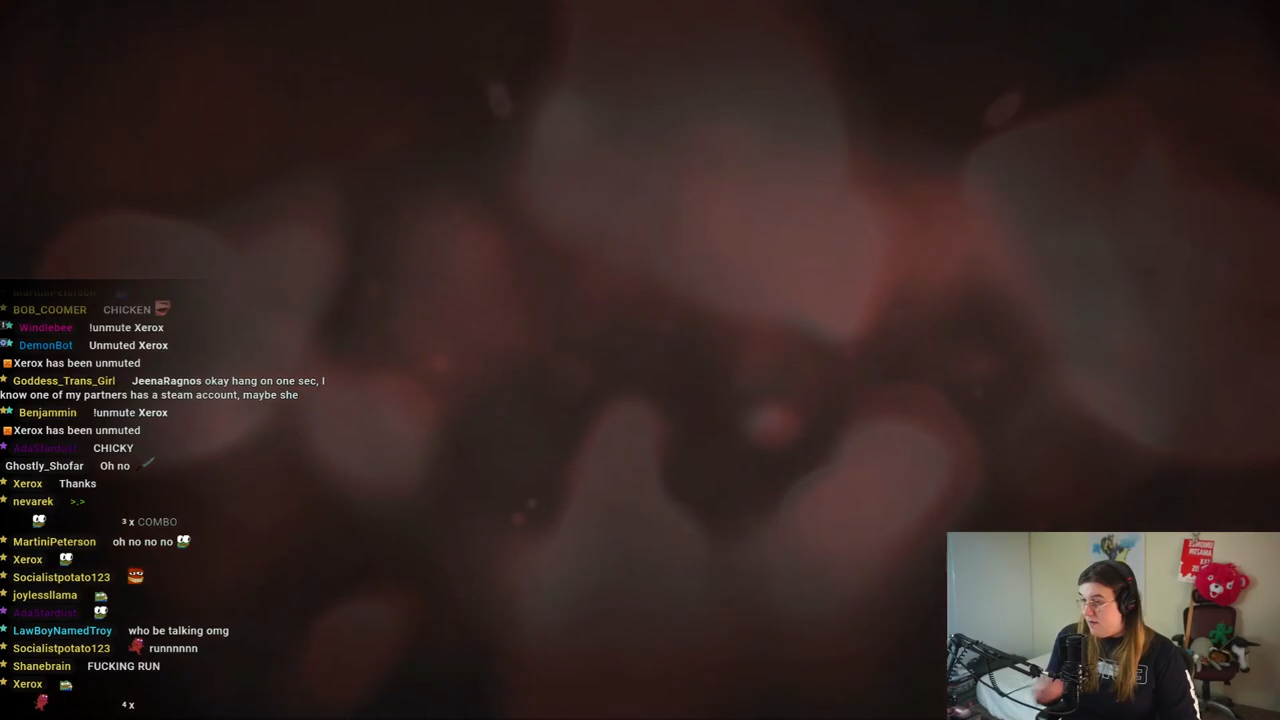 BOB_COOMER CHICKEN
Windlebee !unmute Xerox
DemonBot Unmuted Xerox
Xerox has been unmuted
Goddess_Trans_Girl JeenaRagnos okay hang on one sec, I
know one of my partners has a steam account, maybe she
Benjammin !unmute Xerox
Xerox has been unmuted
AdaStardust CHICKY
Ghostly_Shofar Oh no
Xerox Thanks
nevarek >.>
3 x COMBO
MartiniPeterson oh no no no
Xerox
Socialistpotato123
joylessllama
AdaStardust
LawBoyNamedTroy who be talking omg
Socialistpotato123 runnnnnn
Shanebrain FUCKING RUN
Xerox
4 x